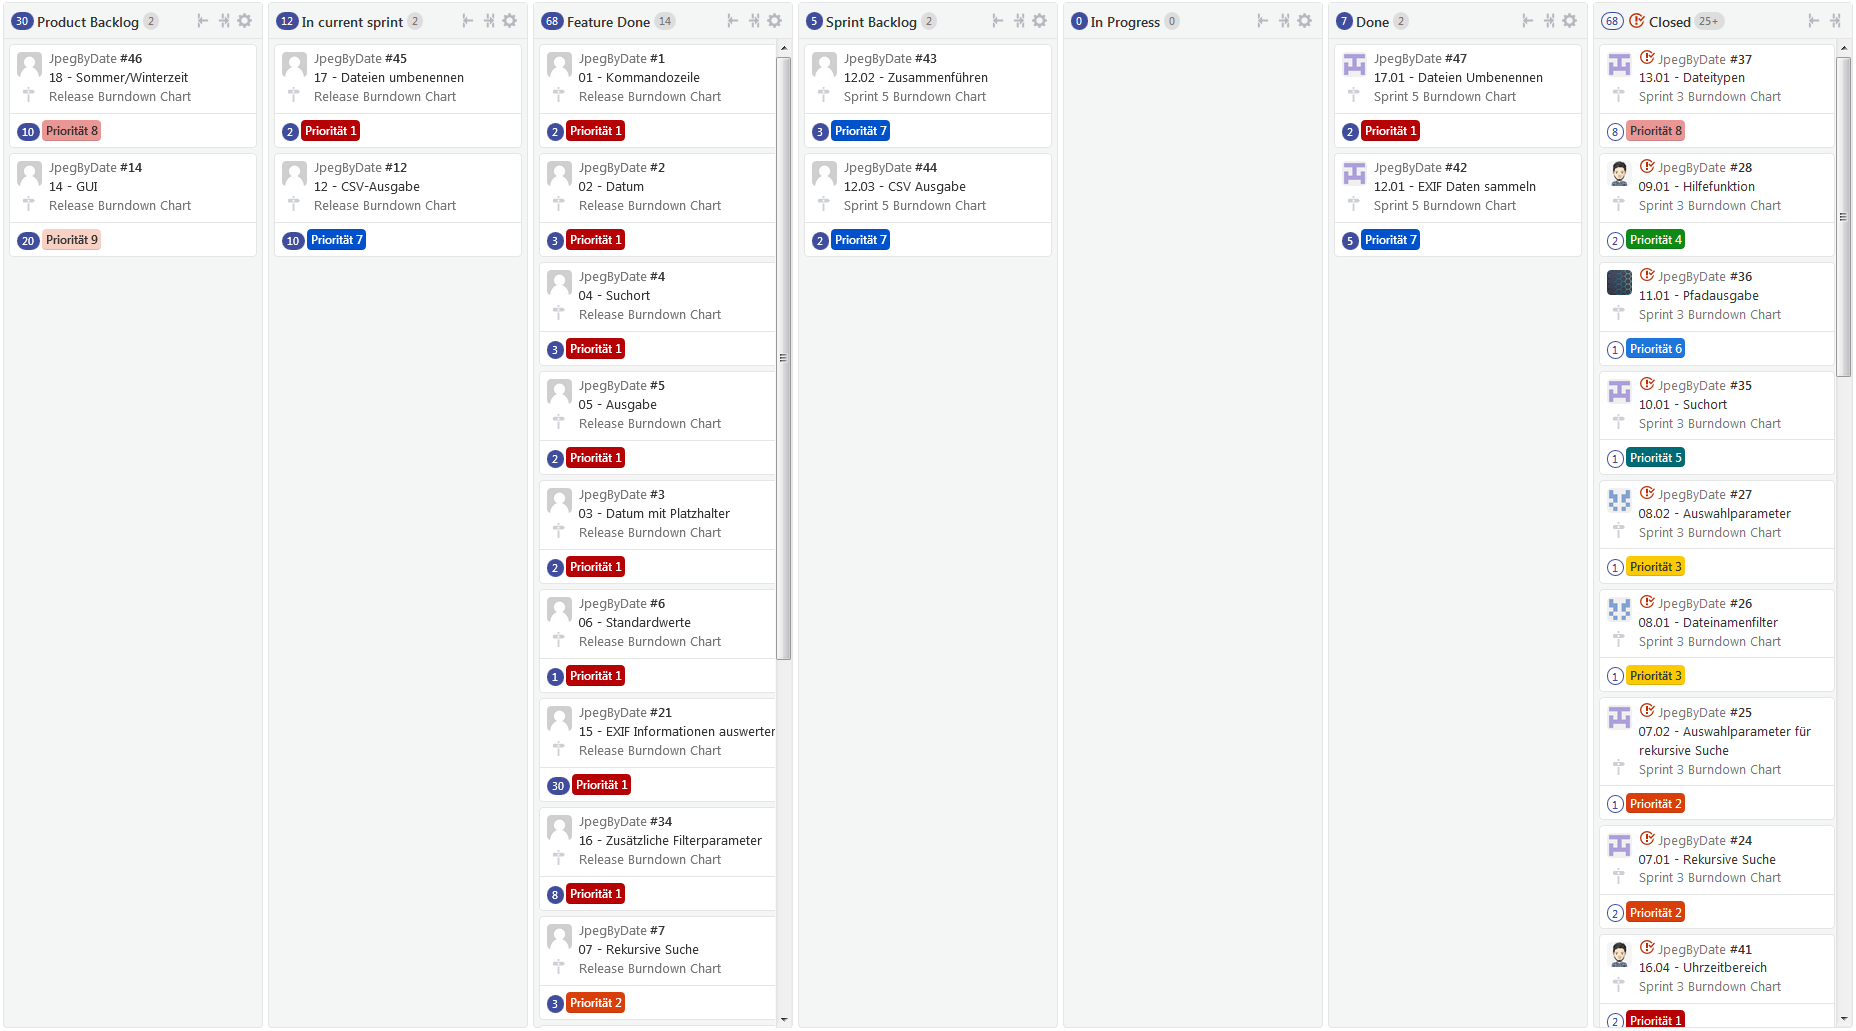 30 Product Backlog 2
JpegByDate #46
18 - Sommer/Winterzeit
Release Burndown Chart
10 Priorität 8
JpegByDate #14
14 - GUI
Release Burndown Chart
20 Priorität 9
12 In current sprint 2
JpegByDate #45
17 - Dateien umbenennen
Release Burndown Chart
2 Priorität 1
JpegByDate #12
12 - CSV-Ausgabe
Release Burndown Chart
10 Priorität 7
68 Feature Done 14
JpegByDate #1
01 - Kommandozeile
Release Burndown Chart
2 Priorität 1
JpegByDate #2
02 - Datum
Release Burndown Chart
3 Priorität 1
JpegByDate #4
04 - Suchort
Release Burndown Chart
3 Priorität 1
JpegByDate #5
05 - Ausgabe
Release Burndown Chart
2 Priorität 1
JpegByDate #3
03 - Datum mit Platzhalter
Release Burndown Chart
2 Priorität 1
JpegByDate #6
06 - Standardwerte
Release Burndown Chart
1 Priorität 1
JpegByDate #21
15 - EXIF Informationen auswerten
Release Burndown Chart
30 Priorität 1
JpegByDate #34
16 - Zusätzliche Filterparameter
Release Burndown Chart
8 Priorität 1
JpegByDate #7
07 - Rekursive Suche
Release Burndown Chart
3 Priorität 2
5 Sprint Backlog 2
JpegByDate #43
12.02 - Zusammenführen
Sprint 5 Burndown Chart
3 Priorität 7
JpegByDate #44
12.03 - CSV Ausgabe
Sprint 5 Burndown Chart
2 Priorität 7
0 In Progress 0
7 Done 2
JpegByDate #47
17.01 - Dateien Umbenennen
Sprint 5 Burndown Chart
2 Priorität 1
JpegByDate #42
12.01 - EXIF Daten sammeln
Sprint 5 Burndown Chart
5 Priorität 7
68 Closed 25+
JpegByDate #37
13.01 - Dateitypen
Sprint 3 Burndown Chart
8 Priorität 8
JpegByDate #28
09.01 - Hilfefunktion
Sprint 3 Burndown Chart
2 Priorität 4
JpegByDate #36
11.01 - Pfadausgabe
Sprint 3 Burndown Chart
1 Priorität 6
JpegByDate #35
10.01 - Suchort
Sprint 3 Burndown Chart
1 Priorität 5
JpegByDate #27
08.02 - Auswahlparameter
Sprint 3 Burndown Chart
1 Priorität 3
JpegByDate #26
08.01 - Dateinamenfilter
Sprint 3 Burndown Chart
1 Priorität 3
JpegByDate #25
07.02 - Auswahlparameter für
rekursive Suche
Sprint 3 Burndown Chart
1 Priorität 2
JpegByDate #24
07.01 - Rekursive Suche
Sprint 3 Burndown Chart
2 Priorität 2
JpegByDate #41
16.04 - Uhrzeitbereich
Sprint 3 Burndown Chart
2 Priorität 1